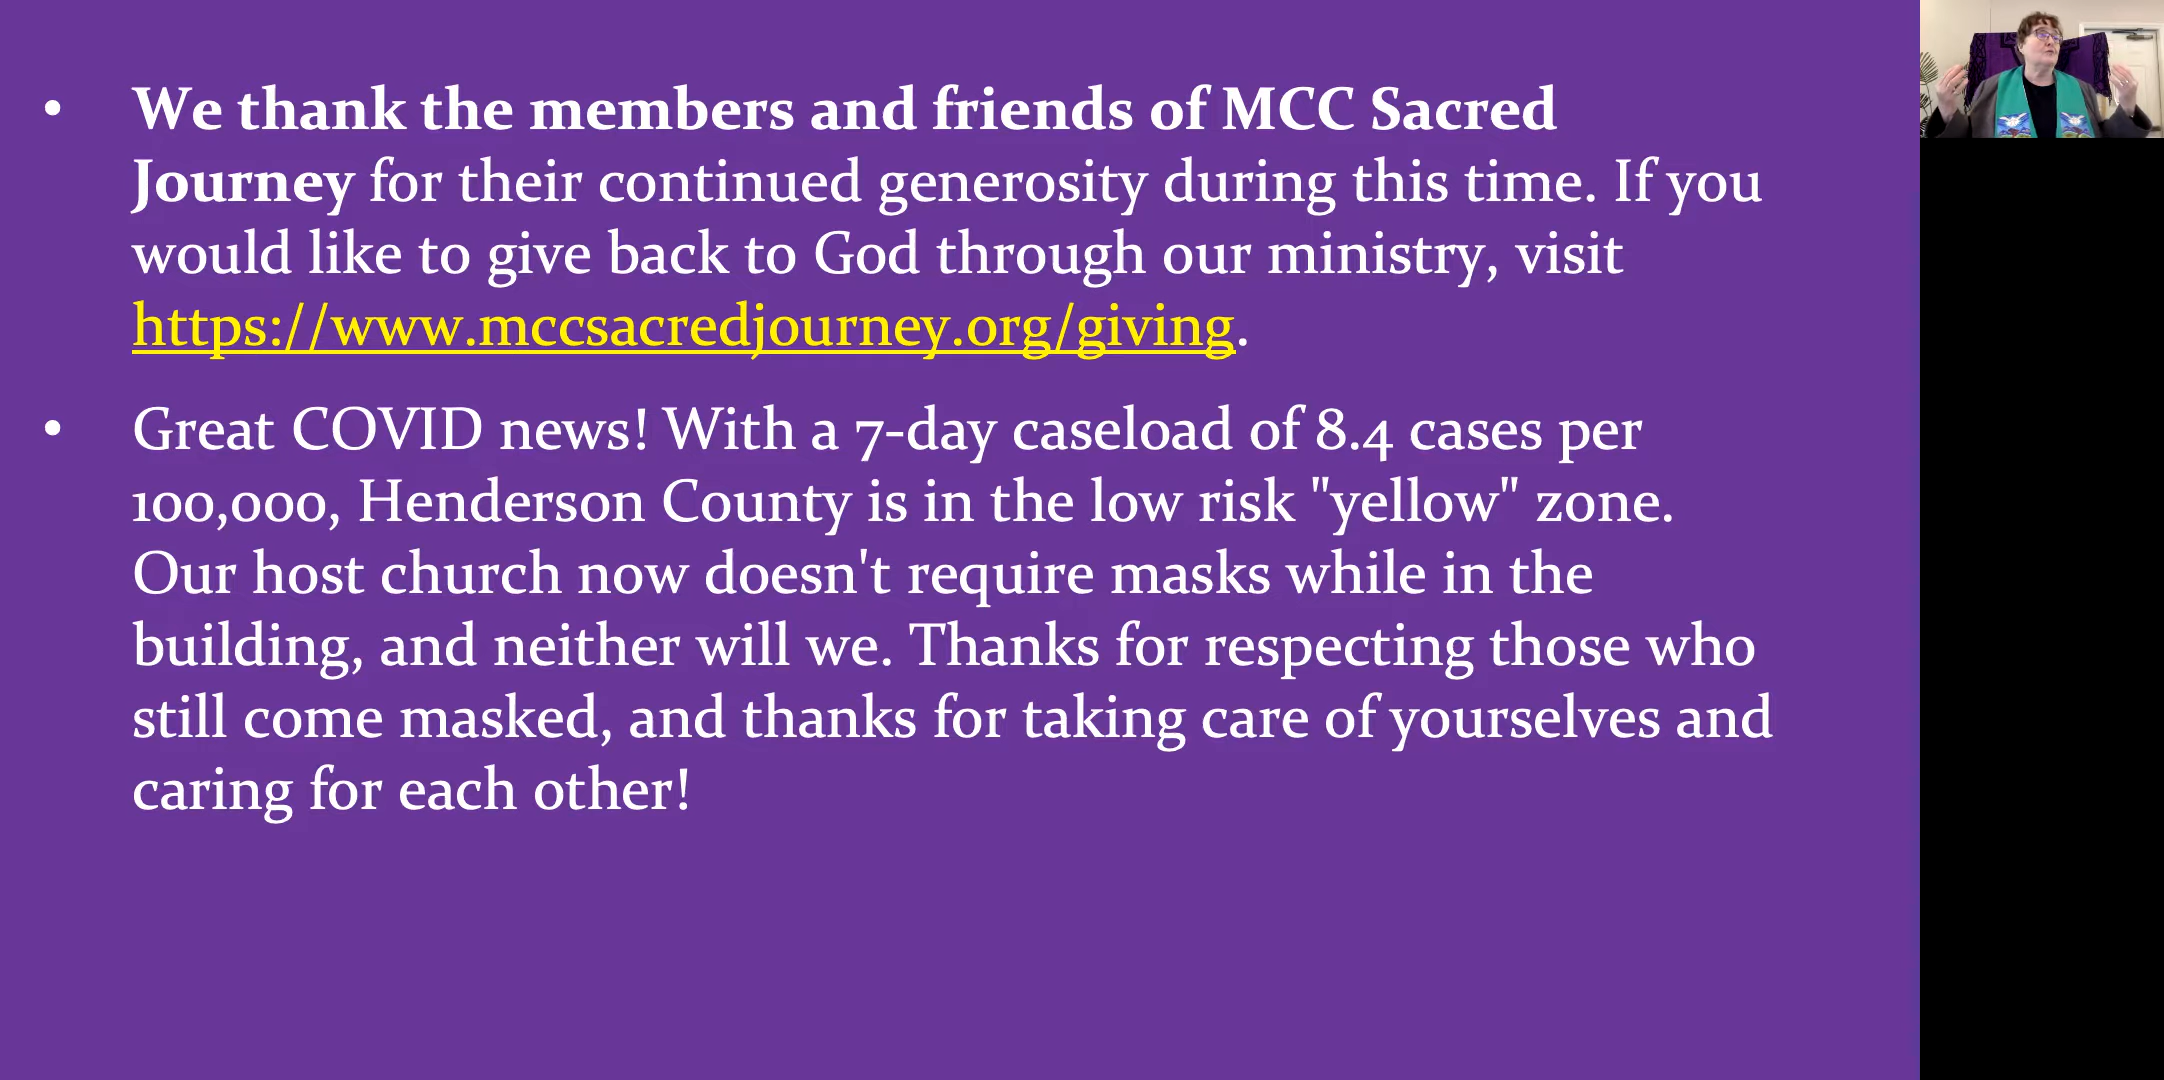 • We thank the members and friends of MCC Sacred
Journey for their continued generosity during this time. If you
would like to give back to God through our ministry, visit
https://www.mccsacredjourney.org/giving.
• Great COVID news! With a 7-day caseload of 8.4 cases per
100,000, Henderson County is in the low risk "yellow" zone.
Our host church now doesn't require masks while in the
building, and neither will we. Thanks for respecting those who
still come masked, and thanks for taking care of yourselves and
caring for each other!